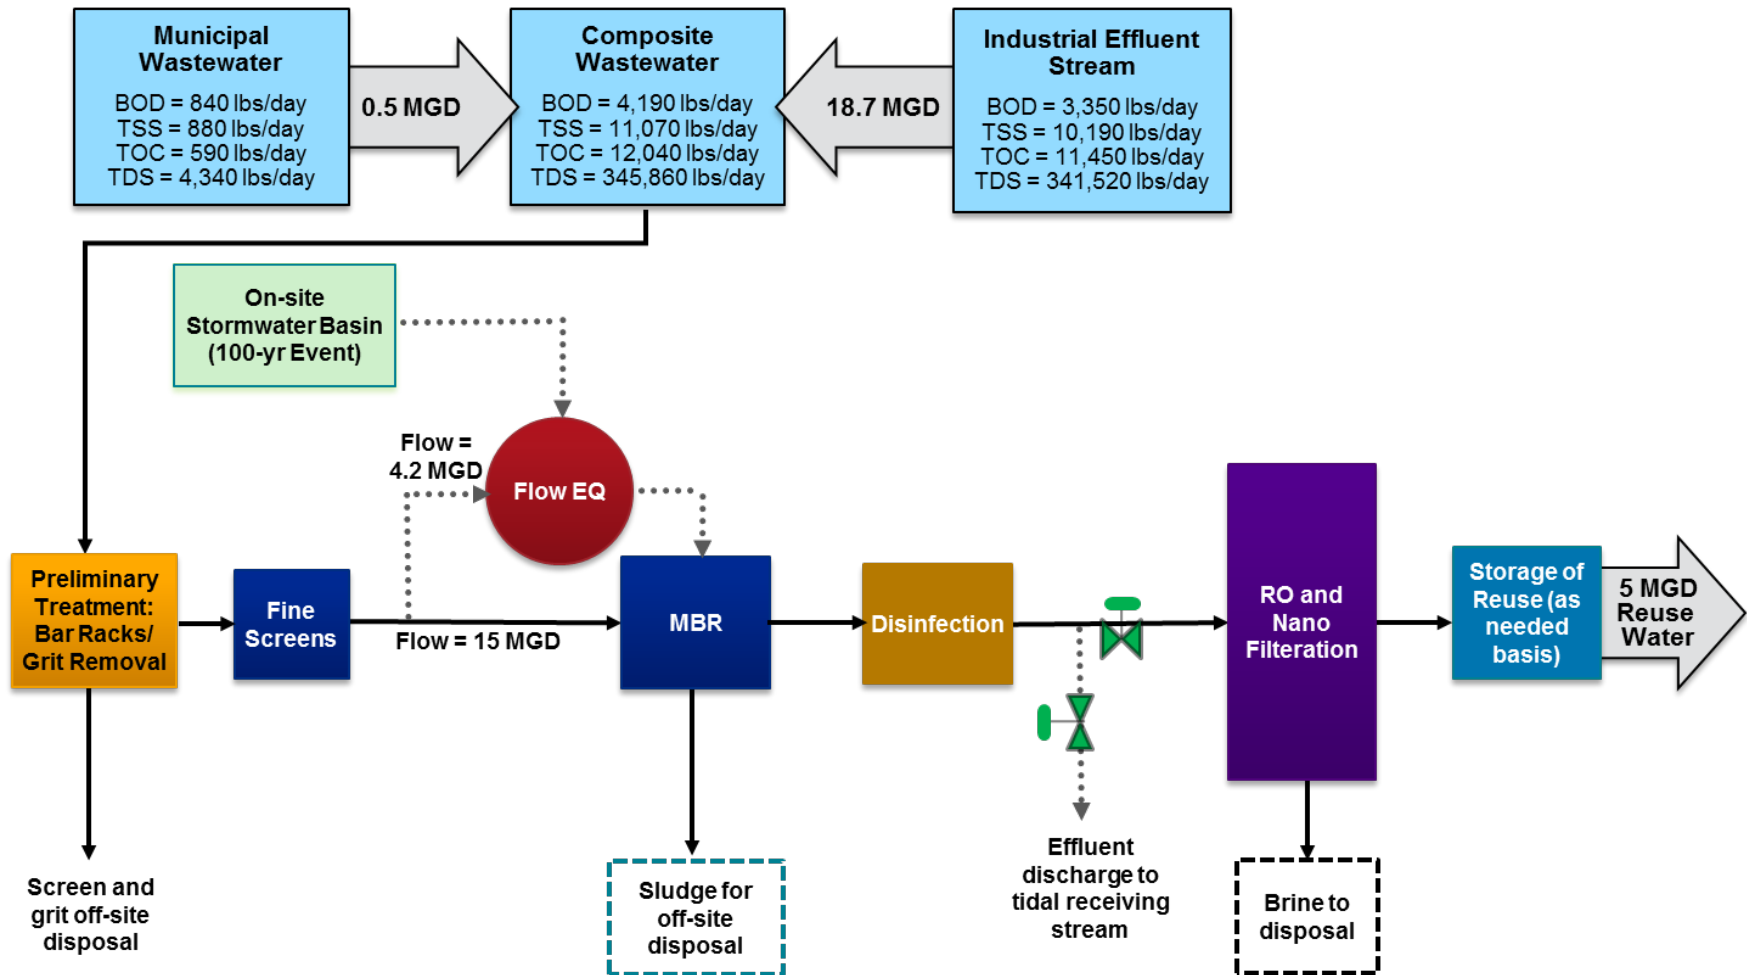 Municipal
Wastewater
BOD = 840 lbs/day
TSS = 880 lbs/day
TOC = 590 lbs/day
TDS = 4,340 lbs/day
0.5 MGD
Composite
Wastewater
BOD = 4,190 lbs/day
TSS = 11,070 lbs/day
TOC = 12,040 lbs/day
TDS = 345,860 lbs/day
18.7 MGD
Industrial Effluent
Stream
BOD = 3,350 lbs/day
TSS = 10,190 lbs/day
TOC = 11,450 lbs/day
TDS = 341,520 lbs/day
On-site
Stormwater Basin
(100-yr Event)
Flow =
4.2 MGD
Flow EQ
Preliminary
Treatment:
Bar Racks/
Grit Removal
Fine
Screens
Flow = 15 MGD
MBR
Disinfection
RO and
Nano
Filteration
Storage of
Reuse (as
needed
basis)
5 MGD
Reuse
Water
Screen and
grit off-site
disposal
Sludge for
off-site
disposal
Effluent
discharge to
tidal receiving
stream
Brine to
disposal